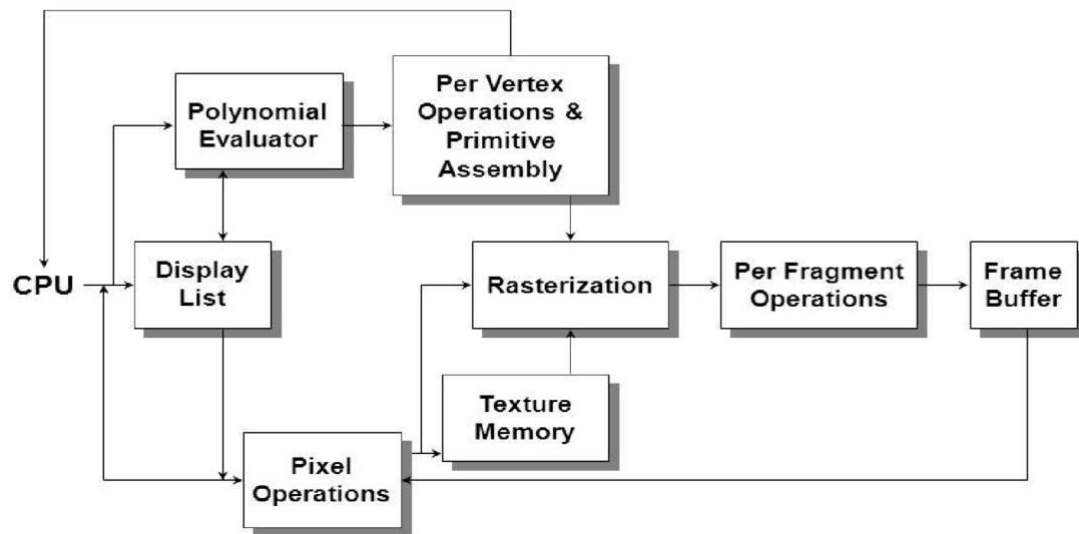 Polynomial
Evaluator
Per Vertex
Operations &
Primitive
Assembly
CPU
Display
List
Rasterization
Per Fragment
Operations
Frame
Buffer
Texture
Memory
Pixel
Operations